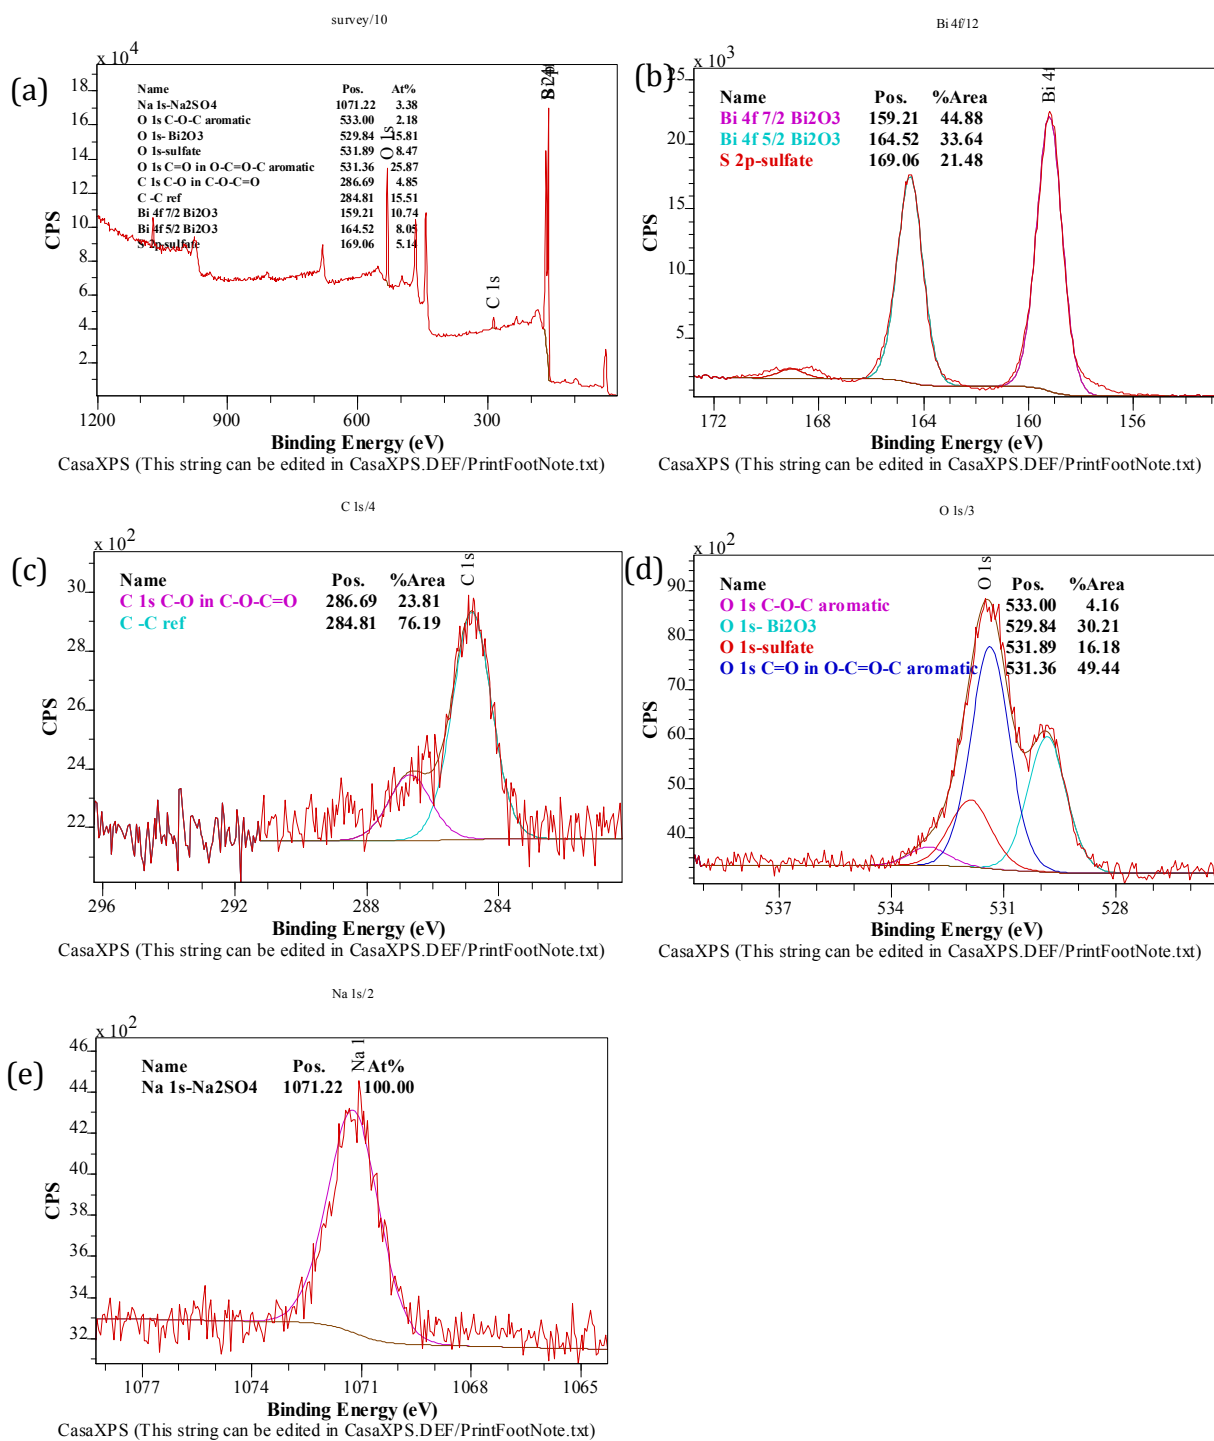 survey/10
(a)
x 10^4
Name Pos. At%
Na 1s-Na2SO4 1071.22 3.38
O 1s C-O-C aromatic 533.00 2.18
O 1s- Bi2O3 529.84 15.81
O 1s-sulfate 531.89 8.47
O 1s C=O in O-C=O-C aromatic 531.36 25.87
C 1s C-O in C-O-C=O 286.69 4.85
C -C ref 284.81 15.51
Bi 4f 7/2 Bi2O3 159.21 10.74
Bi 4f 5/2 Bi2O3 164.52 8.05
S 2p-sulfate 169.06 5.14
O 1s
C 1s
18
16
14
12
10
8
6
4
2
CPS
1200 900 600 300
Binding Energy (eV)
CasaXPS (This string can be edited in CasaXPS.DEF/PrintFootNote.txt)
Bi 4f/12
(b)
x 10^3
Name Pos. %Area
Bi 4f 7/2 Bi2O3 159.21 44.88
Bi 4f 5/2 Bi2O3 164.52 33.64
S 2p-sulfate 169.06 21.48
Bi 4f
25
20
15
10
5
CPS
172 168 164 160 156
Binding Energy (eV)
CasaXPS (This string can be edited in CasaXPS.DEF/PrintFootNote.txt)
C 1s/4
(c)
x 10^2
Name Pos. %Area
C 1s C-O in C-O-C=O 286.69 23.81
C -C ref 284.81 76.19
C 1s
30
28
26
24
22
CPS
296 292 288 284
Binding Energy (eV)
CasaXPS (This string can be edited in CasaXPS.DEF/PrintFootNote.txt)
O 1s/3
(d)
x 10^2
Name Pos. %Area
O 1s C-O-C aromatic 533.00 4.16
O 1s- Bi2O3 529.84 30.21
O 1s-sulfate 531.89 16.18
O 1s C=O in O-C=O-C aromatic 531.36 49.44
O 1s
90
80
70
60
50
40
CPS
537 534 531 528
Binding Energy (eV)
CasaXPS (This string can be edited in CasaXPS.DEF/PrintFootNote.txt)
Na 1s/2
(e)
x 10^2
Name Pos. At%
Na 1s-Na2SO4 1071.22 100.00
Na 1
46
44
42
40
38
36
34
33
32
CPS
1077 1074 1071 1068 1065
Binding Energy (eV)
CasaXPS (This string can be edited in CasaXPS.DEF/PrintFootNote.txt)